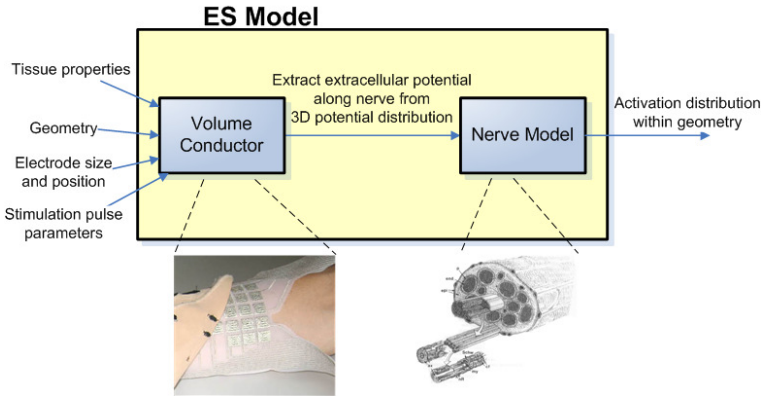 ES Model
Tissue properties
Geometry
Electrode size
and position
Stimulation pulse
parameters
Volume
Conductor
Extract extracellular potential
along nerve from
3D potential distribution
Nerve Model
Activation distribution
within geometry